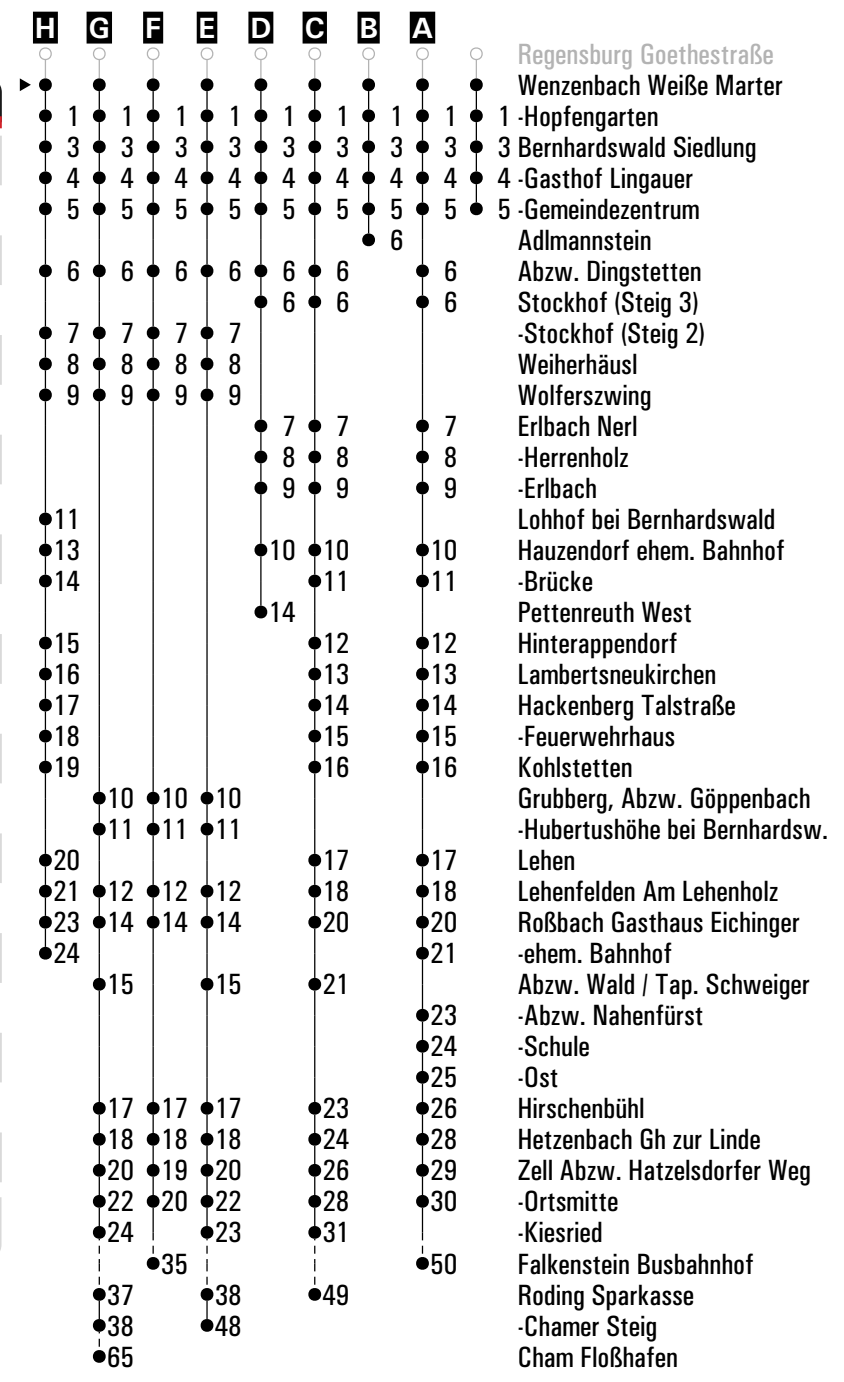 H G F E D C B A
Regensburg Goethestraße
Wenzenbach Weiße Marter
1 1 1 1 1 1 1 1 1 -Hopfengarten
3 3 3 3 3 3 3 3 3 Bernhardswald Siedlung
4 4 4 4 4 4 4 4 4 -Gasthof Lingauer
5 5 5 5 5 5 5 5 5 -Gemeindezentrum
6 Adlmannstein
6 6 6 6 6 6 6 Abzw. Dingstetten
6 6 6 Stockhof (Steig 3)
7 7 7 7 -Stockhof (Steig 2)
8 8 8 8 Weiherhäusl
9 9 9 9 Wolferszwing
7 7 7 Erlbach Nerl
8 8 8 -Herrenholz
9 9 9 -Erlbach
11 Lohhof bei Bernhardswald
13 10 10 10 Hauzendorf ehem. Bahnhof
14 11 11 -Brücke
14 Pettenreuth West
15 12 12 Hinterappendorf
16 13 13 Lambertsneukirchen
17 14 14 Hackenberg Talstraße
18 15 15 -Feuerwehrhaus
19 16 16 Kohlstetten
10 10 10 Grubberg, Abzw. Göppenbach
11 11 11 -Hubertushöhe bei Bernhardsw.
20 17 17 Lehen
21 12 12 12 18 18 Lehenfelden Am Lehenholz
23 14 14 14 20 20 Roßbach Gasthaus Eichinger
24 21 -ehem. Bahnhof
15 15 21 Abzw. Wald / Tap. Schweiger
23 -Abzw. Nahenfürst
24 -Schule
25 -Ost
17 17 17 23 26 Hirschenbühl
18 18 18 24 28 Hetzenbach Gh zur Linde
20 19 20 26 29 Zell Abzw. Hatzelsdorfer Weg
22 20 22 28 30 -Ortsmitte
24 23 31 -Kiesried
35 50 Falkenstein Busbahnhof
37 38 49 Roding Sparkasse
38 48 -Chamer Steig
65 Cham Floßhafen